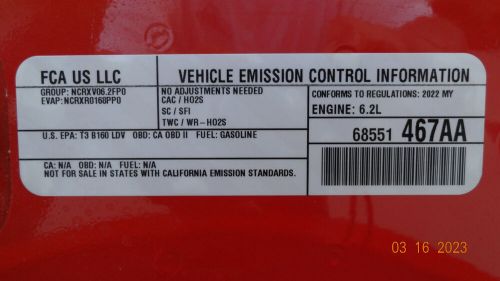 FCA US LLC
VEHICLE EMISSION CONTROL INFORMATION
GROUP: NCRXV06.2FP0
EVAP: NCRXR0168PP0
NO ADJUSTMENTS NEEDED
CAC / HO2S
SC / SFI
TWC / WR-HO2S
CONFORMS TO REGULATIONS: 2022 MY
ENGINE: 6.2L
U.S. EPA: T3 B160 LDV OBD: CA OBD II FUEL: GASOLINE
68551 467AA
CA: N/A OBD: N/A FUEL: N/A
NOT FOR SALE IN STATES WITH CALIFORNIA EMISSION STANDARDS.
03 16 2023